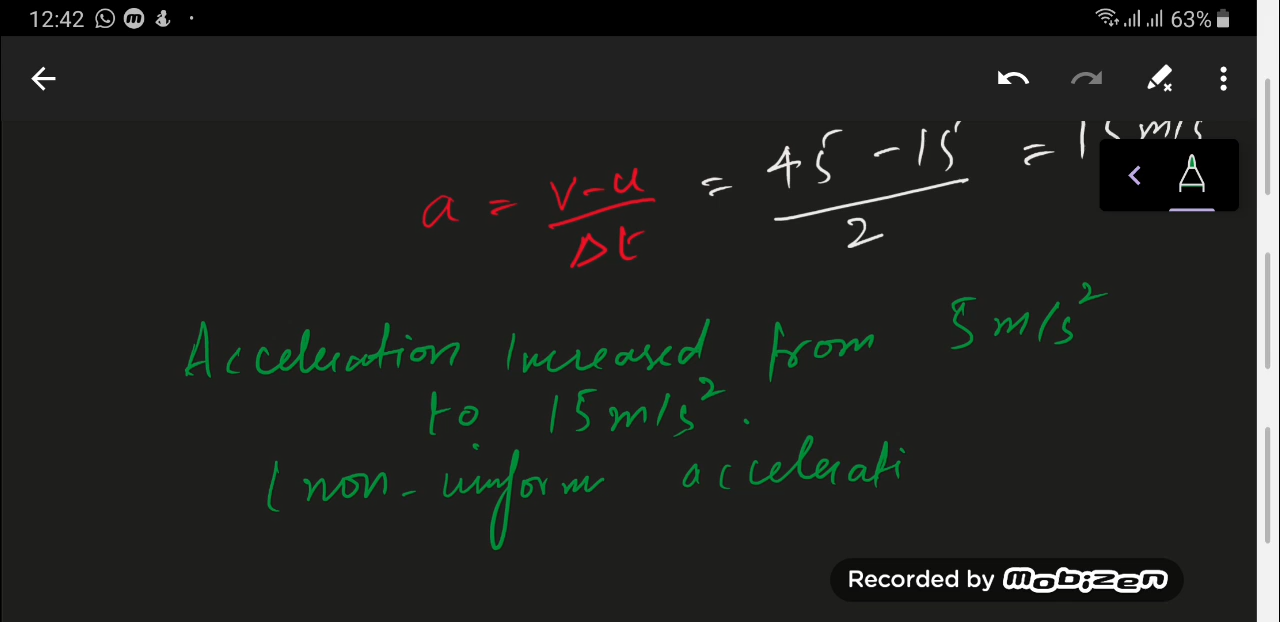 12:42
63%
a = v-u / Δt = 45 - 15 / 2 = 15 m/s
Acceleration Increased from 5 m/s²
to 15 m/s².
(non-uniform accelerati
Recorded by mobizen